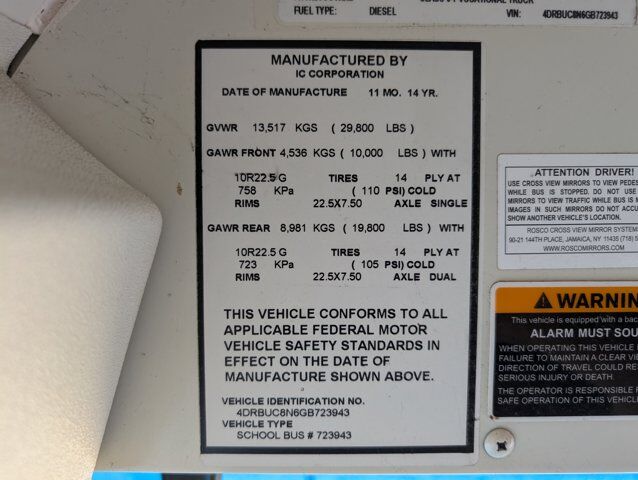 FUEL TYPE: DIESEL VIN: 4DRBUC8N6GB723943
MANUFACTURED BY
IC CORPORATION
DATE OF MANUFACTURE 11 MO. 14 YR.
GVWR 13,517 KGS ( 29,800 LBS )
GAWR FRONT 4,536 KGS ( 10,000 LBS ) WITH
10R22.5 G TIRES 14 PLY AT
758 KPa ( 110 PSI) COLD
RIMS 22.5X7.50 AXLE SINGLE
GAWR REAR 8,981 KGS ( 19,800 LBS ) WITH
10R22.5 G TIRES 14 PLY AT
723 KPa ( 105 PSI) COLD
RIMS 22.5X7.50 AXLE DUAL
THIS VEHICLE CONFORMS TO ALL
APPLICABLE FEDERAL MOTOR
VEHICLE SAFETY STANDARDS IN
EFFECT ON THE DATE OF
MANUFACTURE SHOWN ABOVE.
VEHICLE IDENTIFICATION NO.
4DRBUC8N6GB723943
VEHICLE TYPE
SCHOOL BUS # 723943
ATTENTION DRIVER!
USE CROSS VIEW MIRRORS TO VIEW
WHILE BUS IS STOPPED. DO NOT USE
MIRRORS TO VIEW TRAFFIC WHILE BUS IS
IMAGES IN SUCH MIRRORS DO NOT
SHOW ANOTHER VEHICLE'S LOCATION.
ROSCO CROSS VIEW MIRROR
90-21 144TH PLACE, JAMAICA, NY 11435
WWW.ROSCOMIRRORS.COM
WARNIN
This vehicle is equipped with a
ALARM MUST
WHEN OPERATING THIS VEHICLE
FAILURE TO MAINTAIN A CLEAR
DIRECTION OF TRAVEL COULD
SERIOUS INJURY OR DEATH.
THE OPERATOR IS RESPONSIBLE
SAFE OPERATION OF THIS